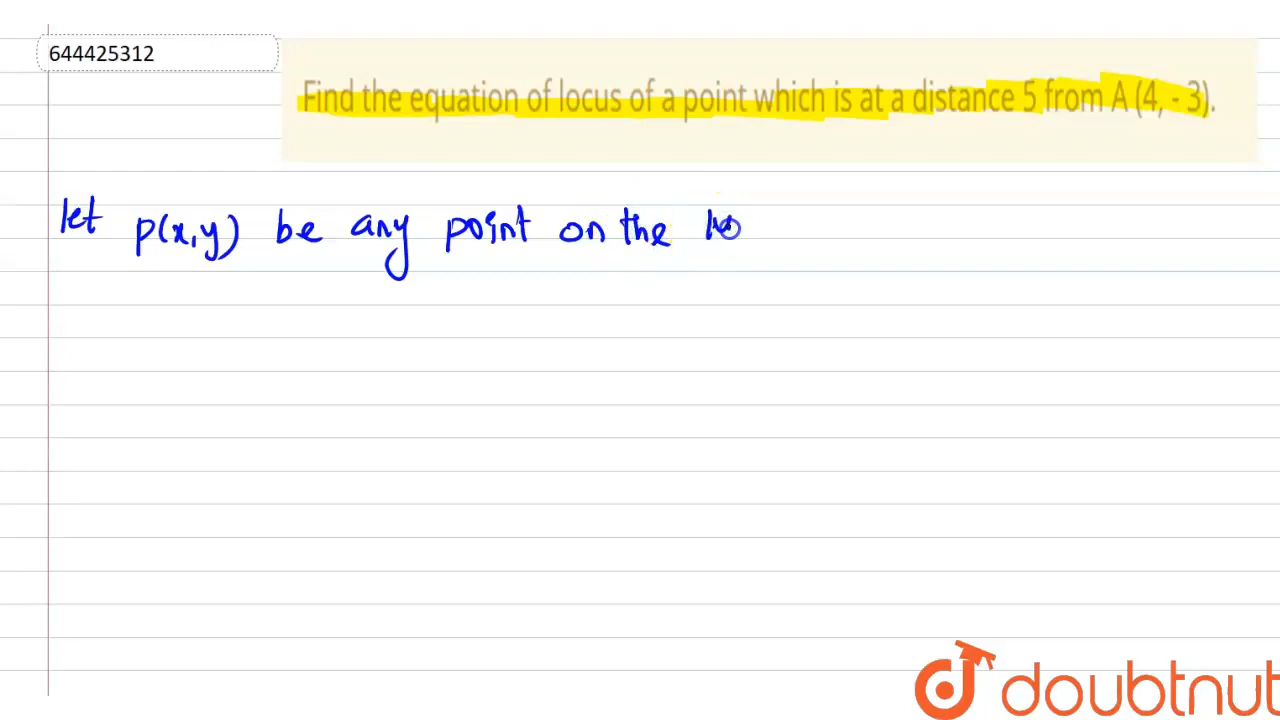 644425312
Find the equation of locus of a point which is at a distance 5 from A (4, - 3).
let p(x,y) be any point on the
doubtnut